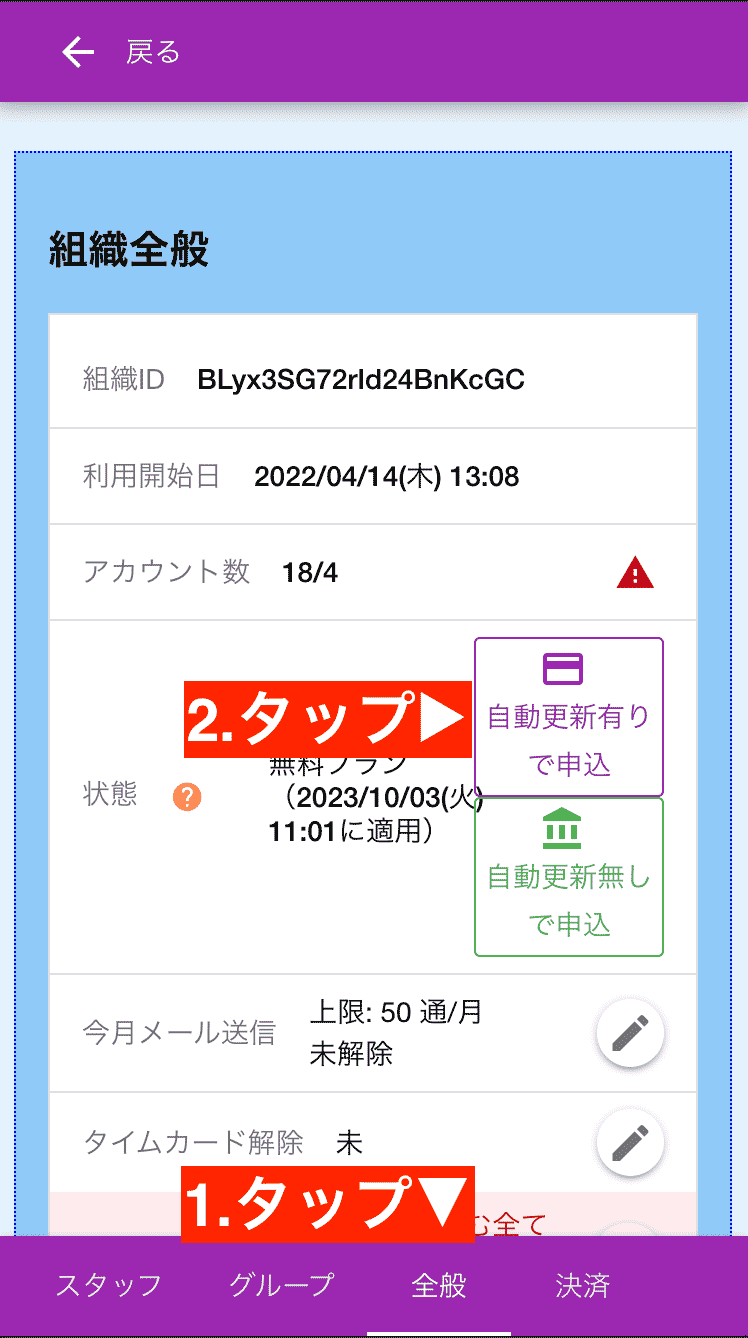 戻る
組織全般
組織ID BLyx3SG72rId24BnKcGC
利用開始日 2022/04/14(木) 13:08
アカウント数 18/4
自動更新有り
で申込
2.タップ▶
無料プラン
状態 ? （2023/10/03(火)
11:01に適用）
自動更新無し
で申込
今月メール送信 上限: 50 通/月
未解除
タイムカード解除 未
1.タップ▼
む全て
スタッフ グループ 全般 決済